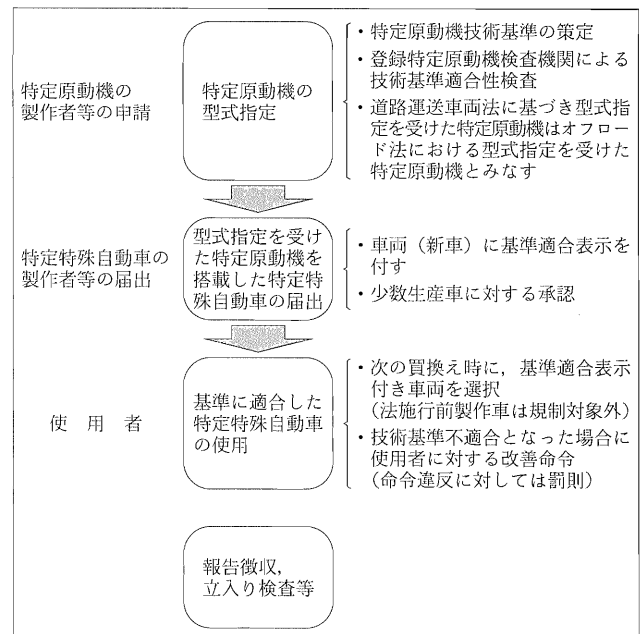 特定原動機の
製作者等の申請
特定原動機の
型式指定
・特定原動機技術基準の策定
・登録特定原動機検査機関による
技術基準適合性検査
・道路運送車両法に基づき型式指
定を受けた特定原動機はオフロー
ド法における型式指定を受けた
特定原動機とみなす
特定特殊自動車の
製作者等の届出
型式指定を受け
た特定原動機を
搭載した特定特
殊自動車の届出
・車両（新車）に基準適合表示を
付す
・少数生産車に対する承認
使　用　者
基準に適合した
特定特殊自動車
の使用
・次の買換え時に，基準適合表示
付き車両を選択
（法施行前製作車は規制対象外）
・技術基準不適合となった場合に
使用者に対する改善命令
（命令違反に対しては罰則）
報告徴収，
立入り検査等